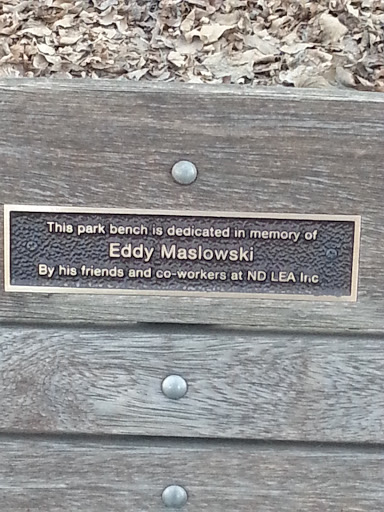 This park bench is dedicated in memory of
Eddy Maslowski
By his friends and co-workers at ND LEA Inc.